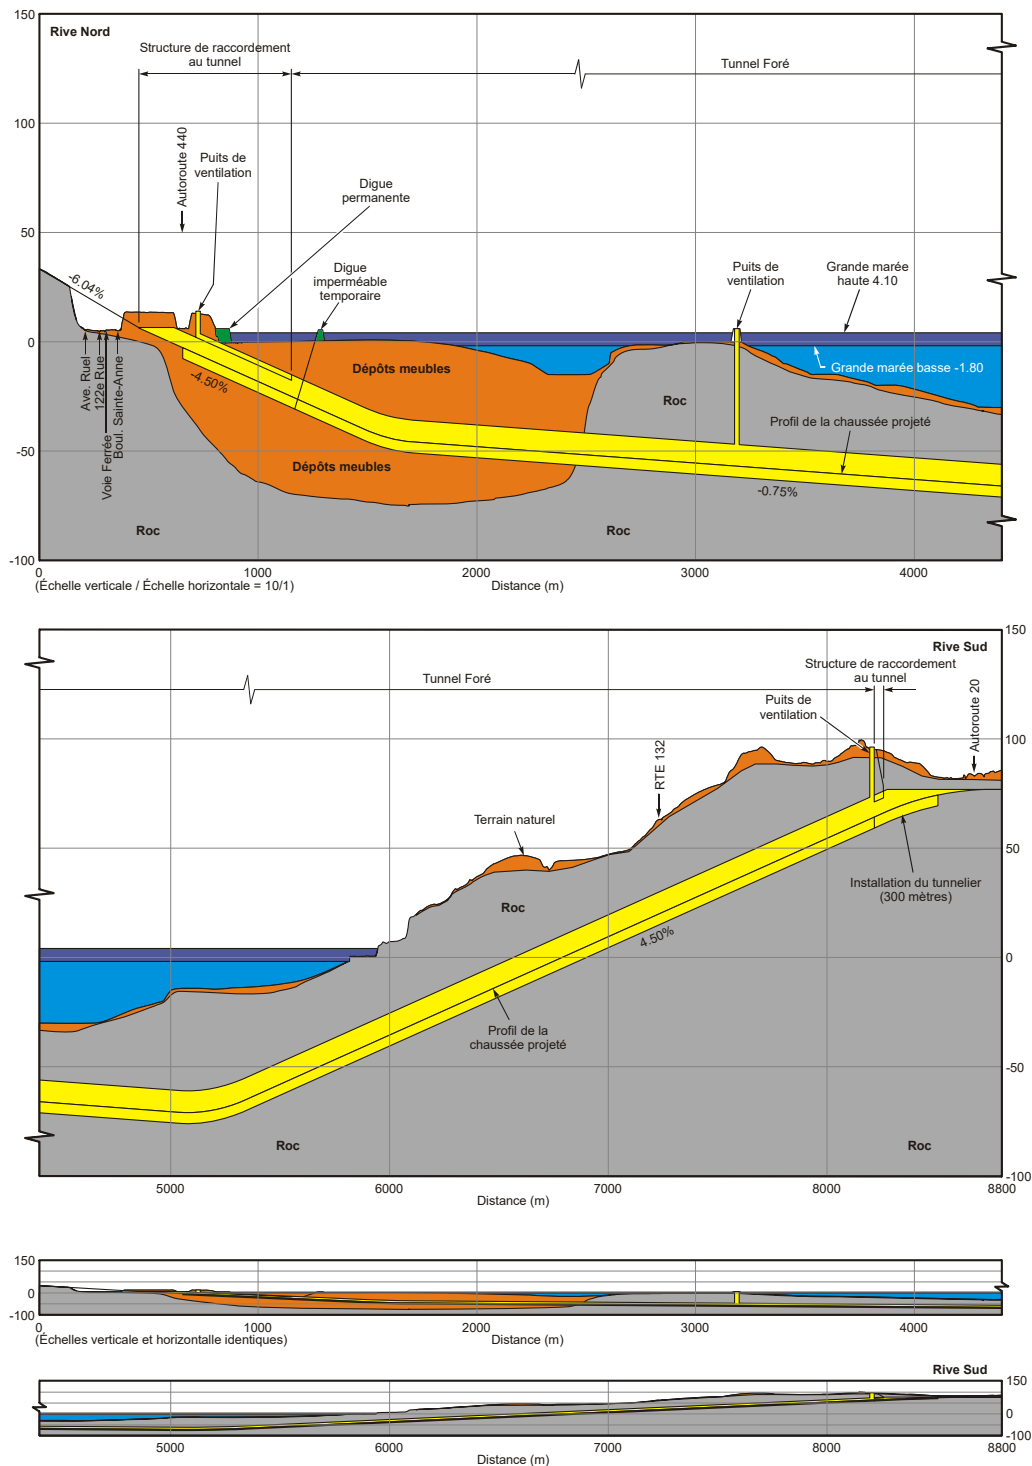 150
Rive Nord
Structure de raccordement
au tunnel
Tunnel Foré
100
Autoroute 440
Puits de
ventilation
Digue
permanente
50
-6.04%
Digue
imperméable
temporaire
Puits de
ventilation
Grande marée
haute 4.10
0
Ave. Ruel
122e Rue
Voie Ferrée
Boul. Sainte-Anne
-4.50%
Dépôts meubles
Grande marée basse -1.80
Roc
Profil de la chaussée projeté
-50
Dépôts meubles
-0.75%
Roc
Roc
-100
0
1000
2000
3000
4000
(Échelle verticale / Échelle horizontale = 10/1)
Distance (m)
150
Rive Sud
Structure de raccordement
au tunnel
Tunnel Foré
Puits de
ventilation
Autoroute 20
100
RTE 132
Terrain naturel
50
Installation du tunnelier
(300 mètres)
Roc
4.50%
0
Profil de la
chaussée projeté
-50
Roc
Roc
-100
5000
6000
7000
8000
8800
Distance (m)
150
0
-100
0
1000
2000
3000
4000
(Échelles verticale et horizontalle identiques)
Distance (m)
Rive Sud
150
0
-100
5000
6000
7000
8000
8800
Distance (m)